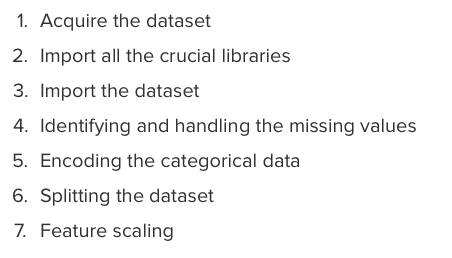 1. Acquire the dataset
2. Import all the crucial libraries
3. Import the dataset
4. Identifying and handling the missing values
5. Encoding the categorical data
6. Splitting the dataset
7. Feature scaling